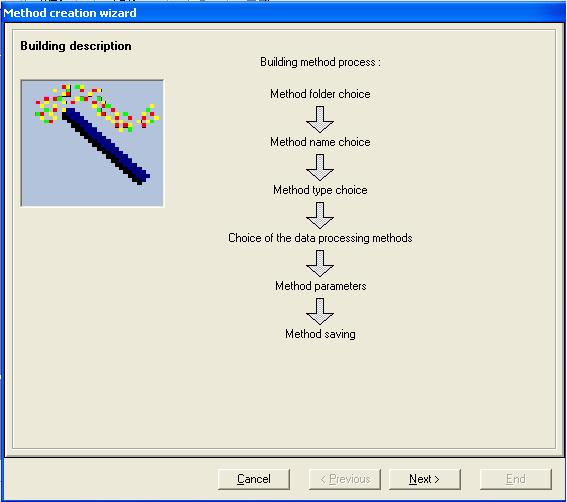 Method creation wizard
Building description
Building method process :
Method folder choice
Method name choice
Method type choice
Choice of the data processing methods
Method parameters
Method saving
Cancel
< Previous
Next >
End